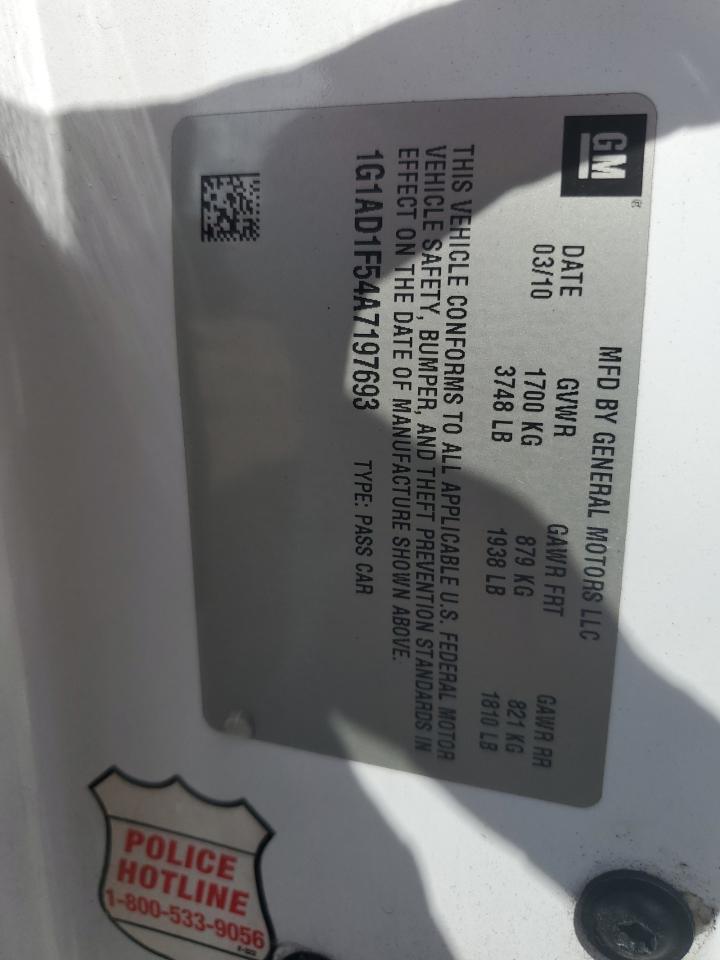 GM®
MFD BY GENERAL MOTORS LLC
DATE GVWR GAWR FRT GAWR RR
03/10 1700 KG 879 KG 821 KG
3748 LB 1938 LB 1810 LB
THIS VEHICLE CONFORMS TO ALL APPLICABLE U.S. FEDERAL MOTOR
VEHICLE SAFETY, BUMPER, AND THEFT PREVENTION STANDARDS IN
EFFECT ON THE DATE OF MANUFACTURE SHOWN ABOVE.
1G1AD1F54A7197693 TYPE: PASS CAR
POLICE
HOTLINE
1-800-533-9056